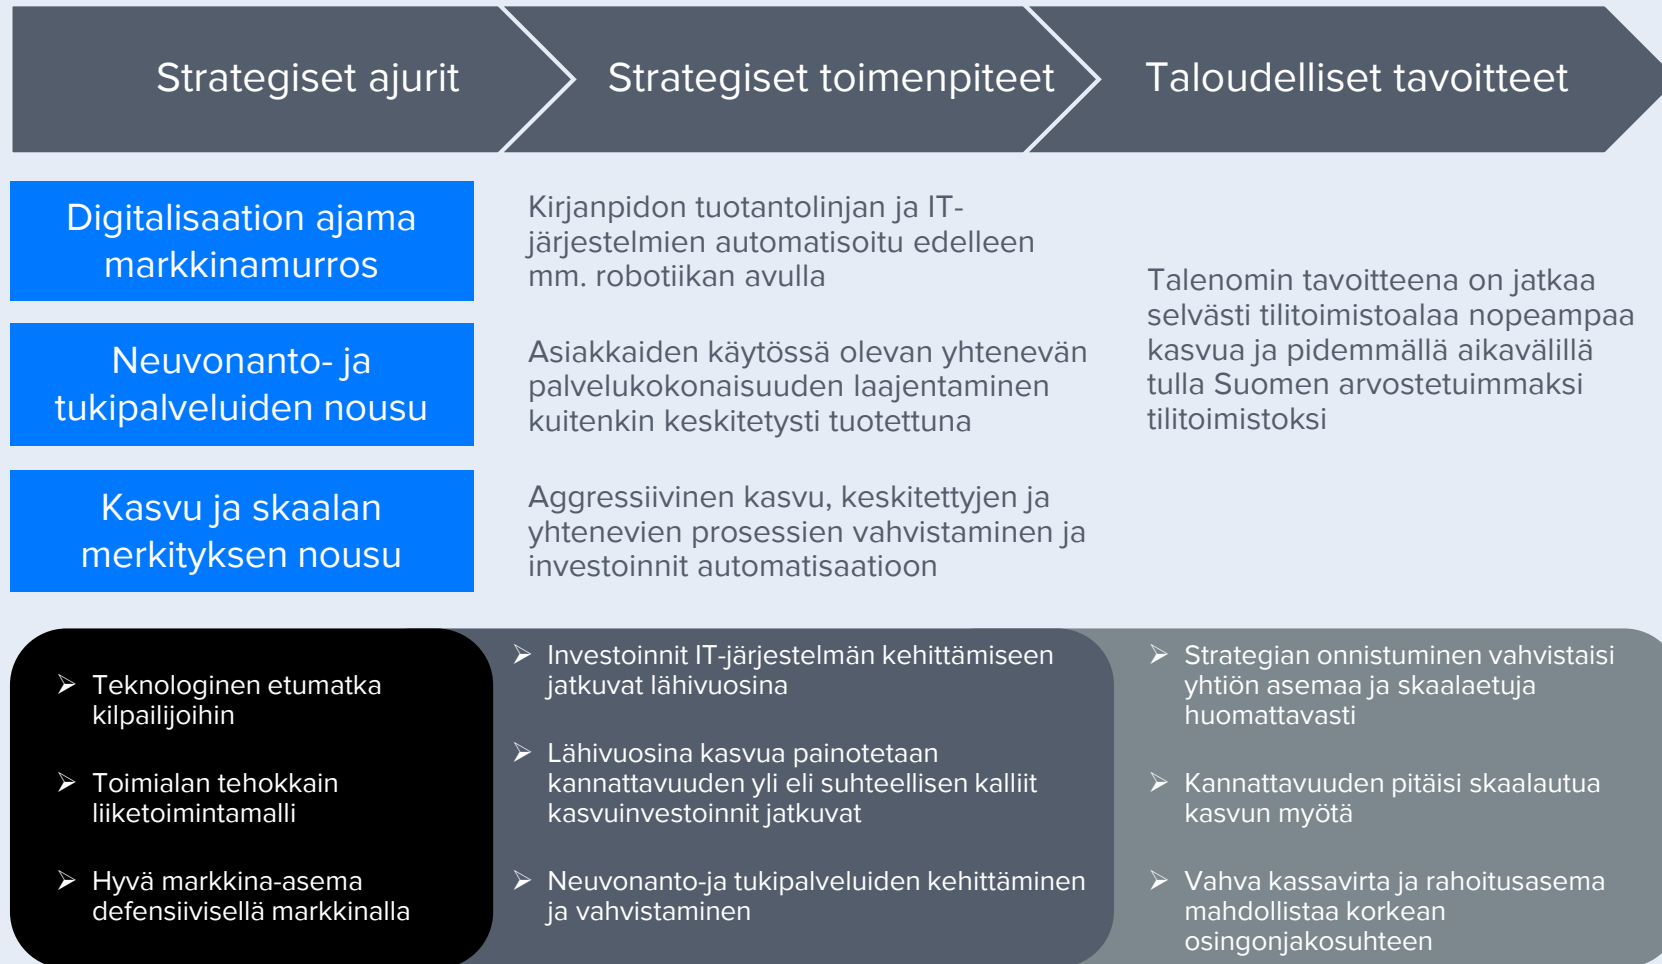 Strategiset ajurit
Strategiset toimenpiteet
Taloudelliset tavoitteet
Digitalisaation ajama
markkinamurros
Kirjanpidon tuotantolinjan ja IT-
järjestelmien automatisoitu edelleen
mm. robotiikan avulla
Neuvonanto- ja
tukipalveluiden nousu
Asiakkaiden käytössä olevan yhtenevän
palvelukokonaisuuden laajentaminen
kuitenkin keskitetysti tuotettuna
Kasvu ja skaalan
merkityksen nousu
Aggressiivinen kasvu, keskitettyjen ja
yhtenevien prosessien vahvistaminen ja
investoinnit automatisaatioon
Talenomin tavoitteena on jatkaa
selvästi tilitoimistoalaa nopeampaa
kasvua ja pidemmällä aikavälillä
tulla Suomen arvostetuimmaksi
tilitoimistoksi
➢ Teknologinen etumatka
kilpailijoihin
➢ Toimialan tehokkain
liiketoimintamalli
➢ Hyvä markkina-asema
defensiivisellä markkinalla
➢ Investoinnit IT-järjestelmän kehittämiseen
jatkuvat lähivuosina
➢ Lähivuosina kasvua painotetaan
kannattavuuden yli eli suhteellisen kalliit
kasvuinvestoinnit jatkuvat
➢ Neuvonanto-ja tukipalveluiden kehittäminen
ja vahvistaminen
➢ Strategian onnistuminen vahvistaisi
yhtiön asemaa ja skaalaetuja
huomattavasti
➢ Kannattavuuden pitäisi skaalautua
kasvun myötä
➢ Vahva kassavirta ja rahoitusasema
mahdollistaa korkean
osingonjakosuhteen